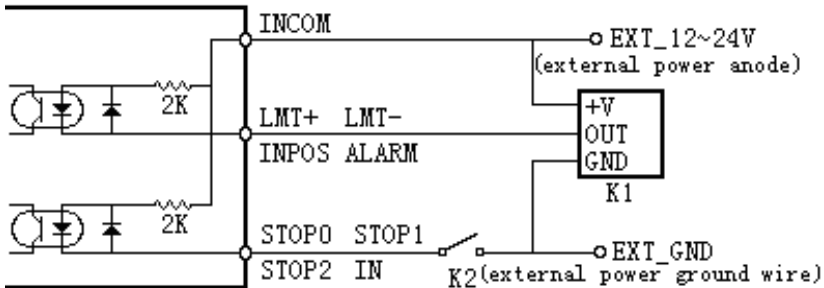 INCOM
EXT_12~24V
(external power anode)
2K
LMT+ LMT-
INPOS ALARM
+V
OUT
GND
K1
2K
STOP0 STOP1
STOP2 IN
K2
EXT_GND
(external power ground wire)